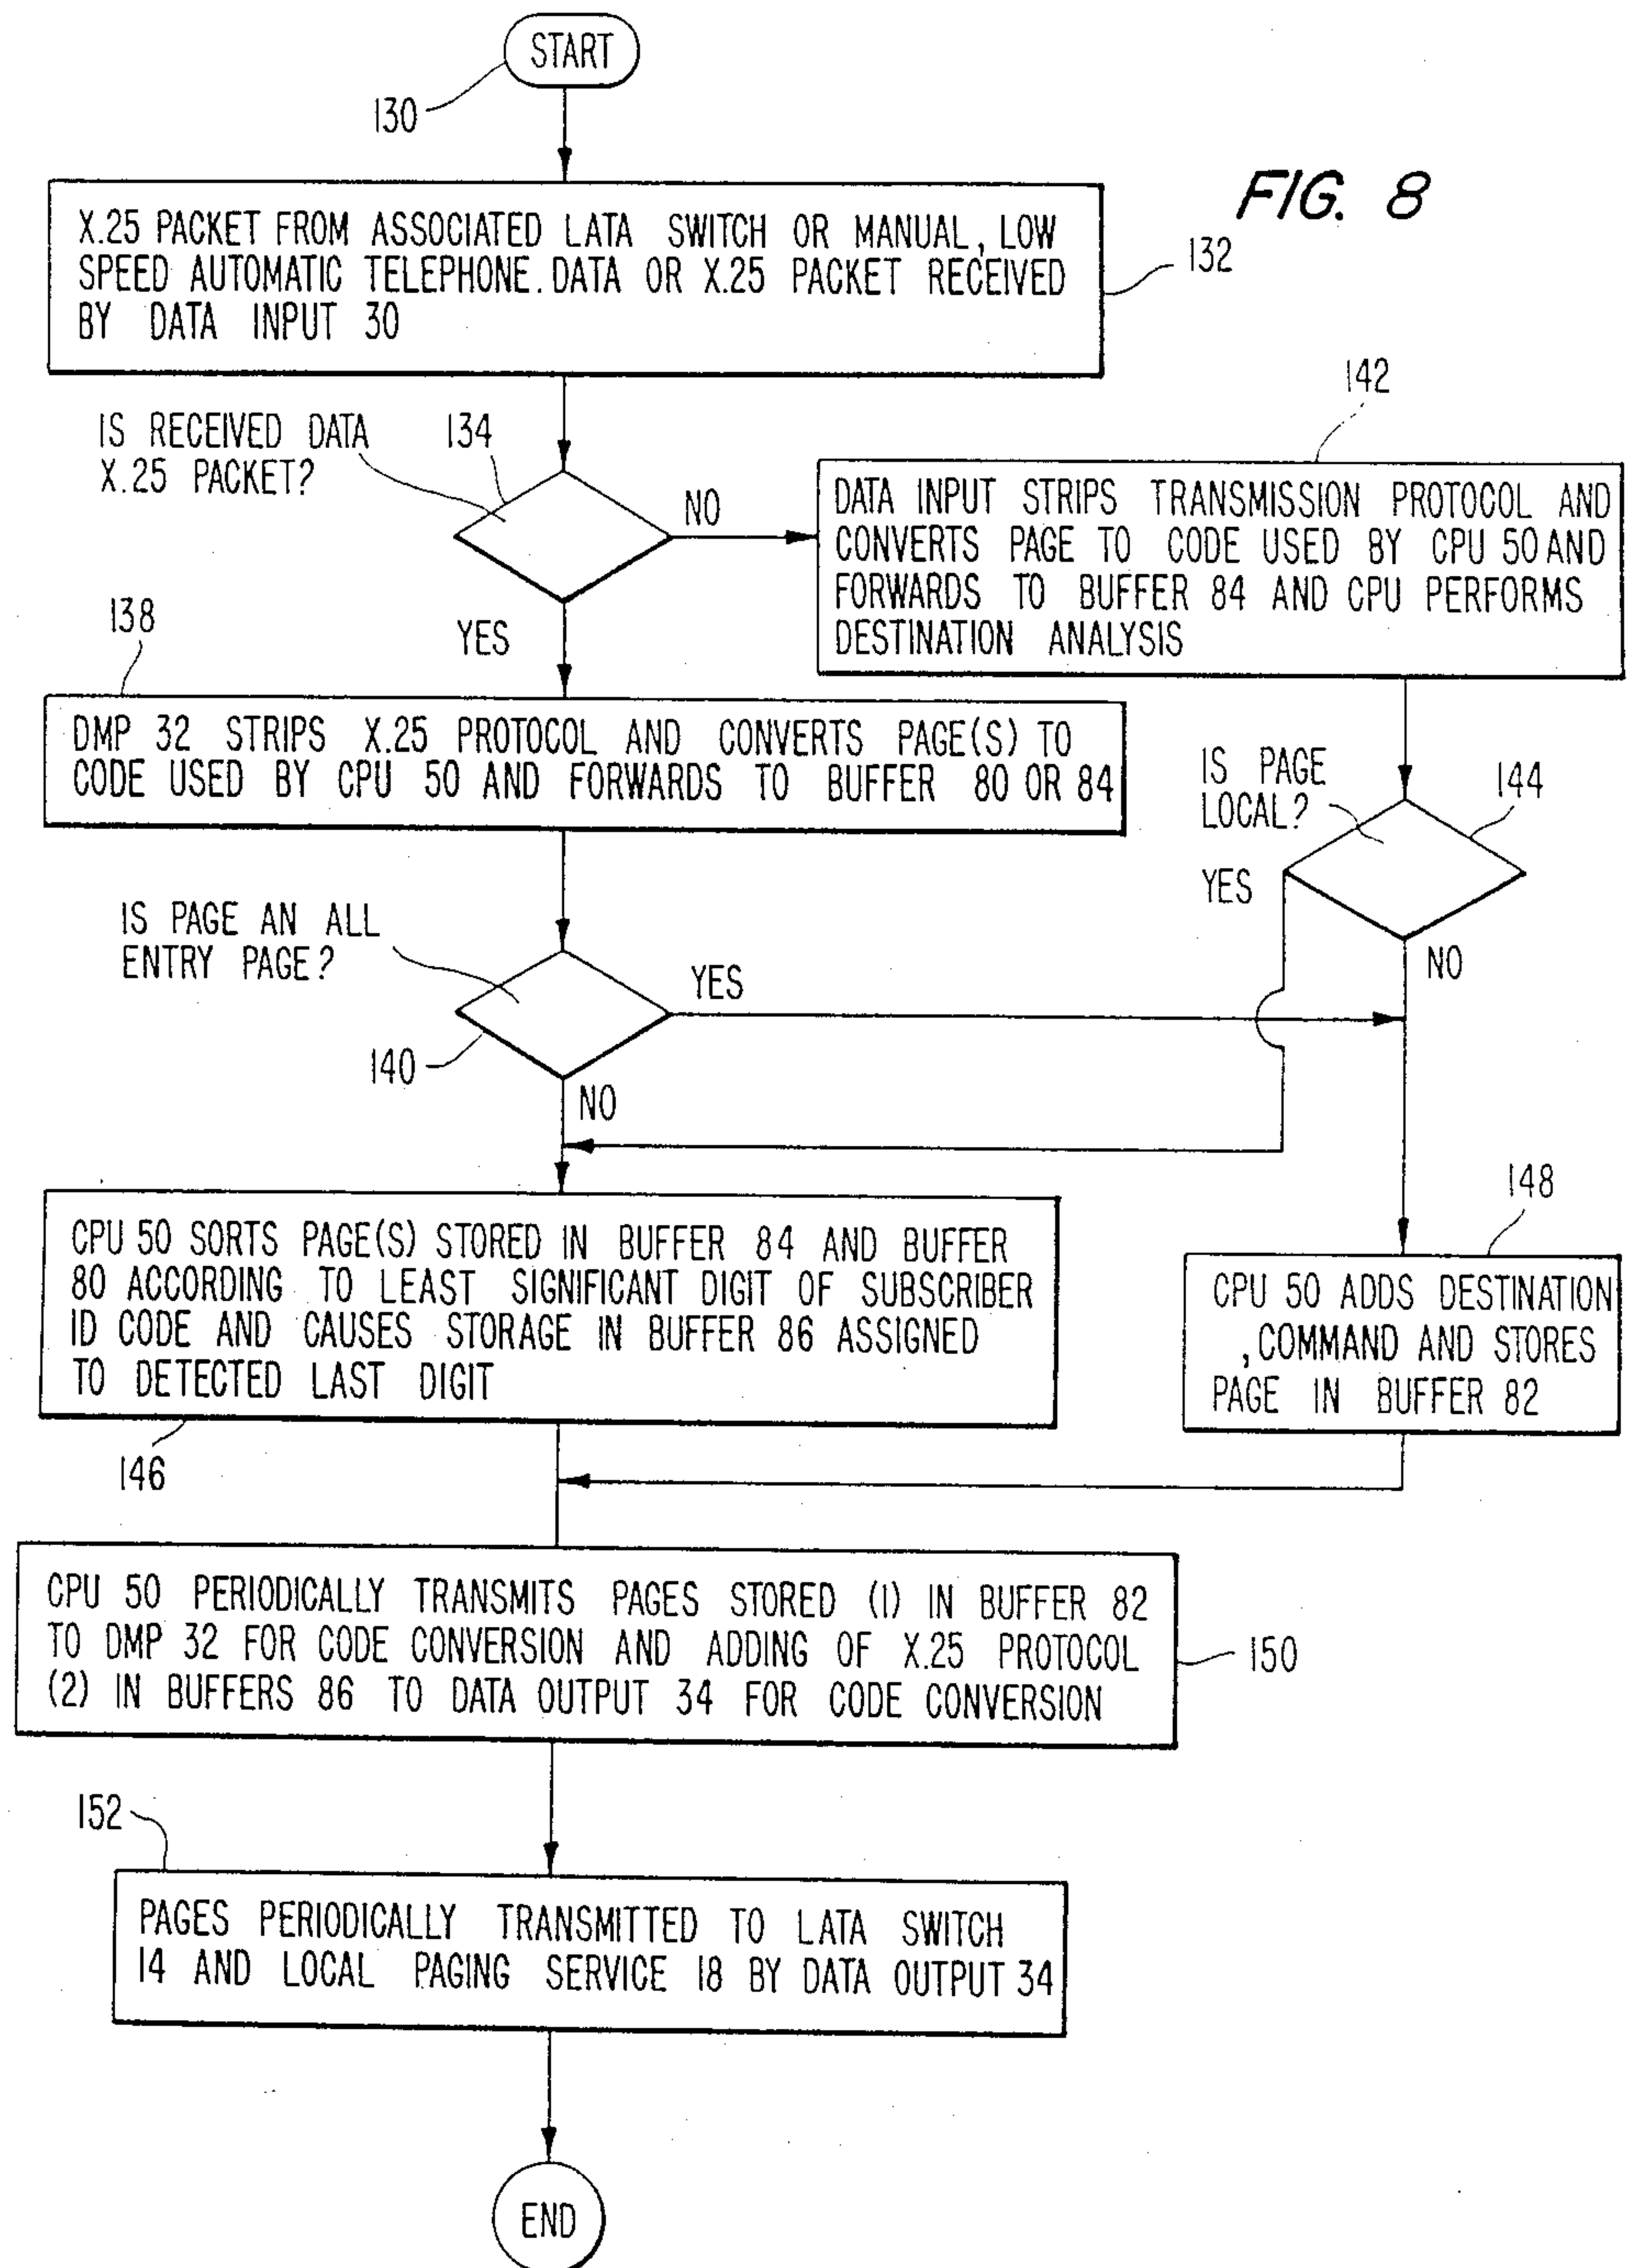 START
130
FIG. 8
X.25 PACKET FROM ASSOCIATED LATA SWITCH OR MANUAL, LOW
SPEED AUTOMATIC TELEPHONE. DATA OR X.25 PACKET RECEIVED
BY DATA INPUT 30
132
IS RECEIVED DATA
X.25 PACKET?
134
NO
YES
142
DATA INPUT STRIPS TRANSMISSION PROTOCOL AND
CONVERTS PAGE TO CODE USED BY CPU 50 AND
FORWARDS TO BUFFER 84 AND CPU PERFORMS
DESTINATION ANALYSIS
138
DMP 32 STRIPS X.25 PROTOCOL AND CONVERTS PAGE(S) TO
CODE USED BY CPU 50 AND FORWARDS TO BUFFER 80 OR 84
IS PAGE
LOCAL?
144
YES
NO
IS PAGE AN ALL
ENTRY PAGE?
YES
140
NO
CPU 50 SORTS PAGE(S) STORED IN BUFFER 84 AND BUFFER
80 ACCORDING TO LEAST SIGNIFICANT DIGIT OF SUBSCRIBER
ID CODE AND CAUSES STORAGE IN BUFFER 86 ASSIGNED
TO DETECTED LAST DIGIT
146
148
CPU 50 ADDS DESTINATION
, COMMAND AND STORES
PAGE IN BUFFER 82
CPU 50 PERIODICALLY TRANSMITS PAGES STORED (1) IN BUFFER 82
TO DMP 32 FOR CODE CONVERSION AND ADDING OF X.25 PROTOCOL
(2) IN BUFFERS 86 TO DATA OUTPUT 34 FOR CODE CONVERSION
150
152
PAGES PERIODICALLY TRANSMITTED TO LATA SWITCH
14 AND LOCAL PAGING SERVICE 18 BY DATA OUTPUT 34
END